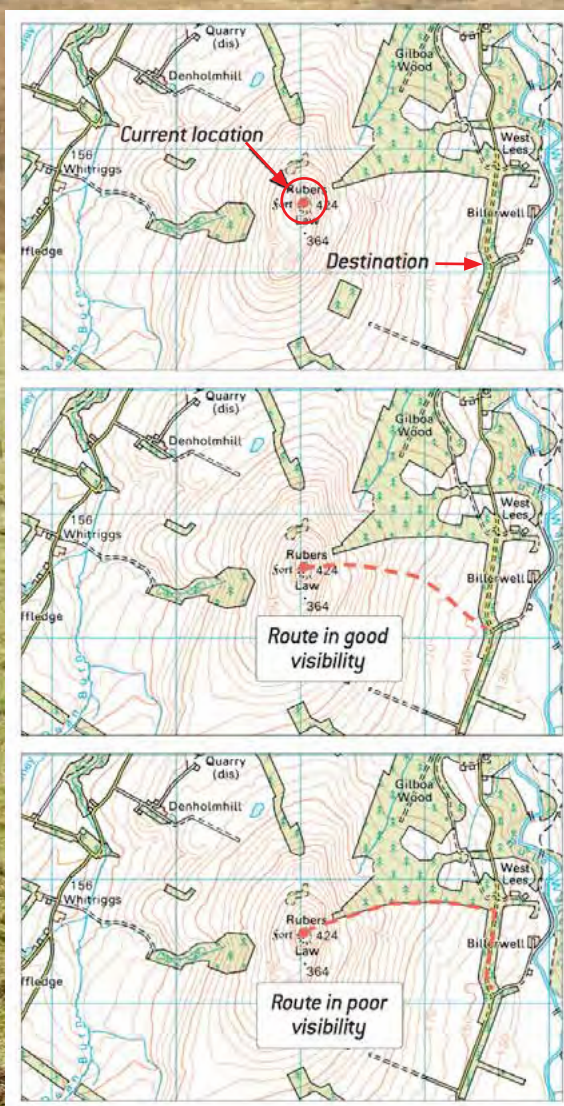 Quarry
(dis)
Denholmhill
Gilboa
Wood
Current location
West
Lees
156
Whitriggs
Rubers
Fort 424
Law
364
Billerwell
ffledge
Destination
Quarry
(dis)
Denholmhill
Gilboa
Wood
156
Whitriggs
West
Lees
Rubers
Fort 424
Law
364
Billerwell
ffledge
Route in good
visibility
Quarry
(dis)
Denholmhill
Gilboa
Wood
156
Whitriggs
West
Lees
Rubers
Fort 424
Law
364
Billerwell
ffledge
Route in poor
visibility